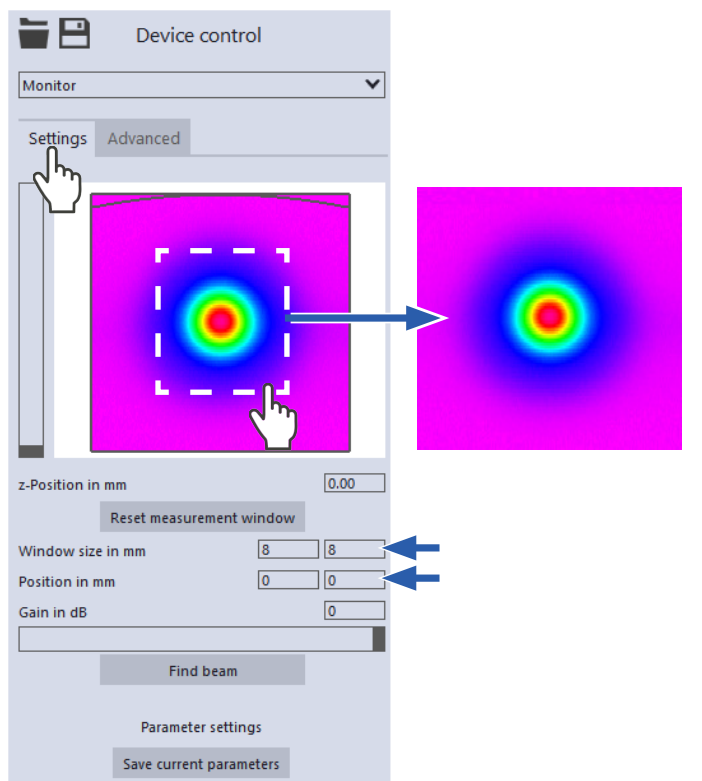 Device control
Monitor
Settings Advanced
z-Position in mm 0.00
Reset measurement window
Window size in mm 8 8
Position in mm 0 0
Gain in dB 0
Find beam
Parameter settings
Save current parameters